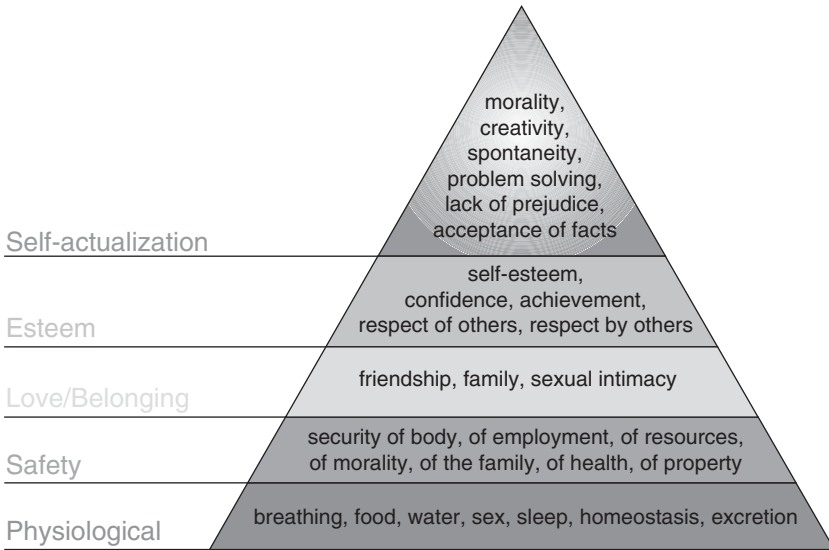 morality,
creativity,
spontaneity,
problem solving,
lack of prejudice,
acceptance of facts
Self-actualization
self-esteem,
confidence, achievement,
respect of others, respect by others
Esteem
friendship, family, sexual intimacy
Love/Belonging
security of body, of employment, of resources,
of morality, of the family, of health, of property
Safety
breathing, food, water, sex, sleep, homeostasis, excretion
Physiological